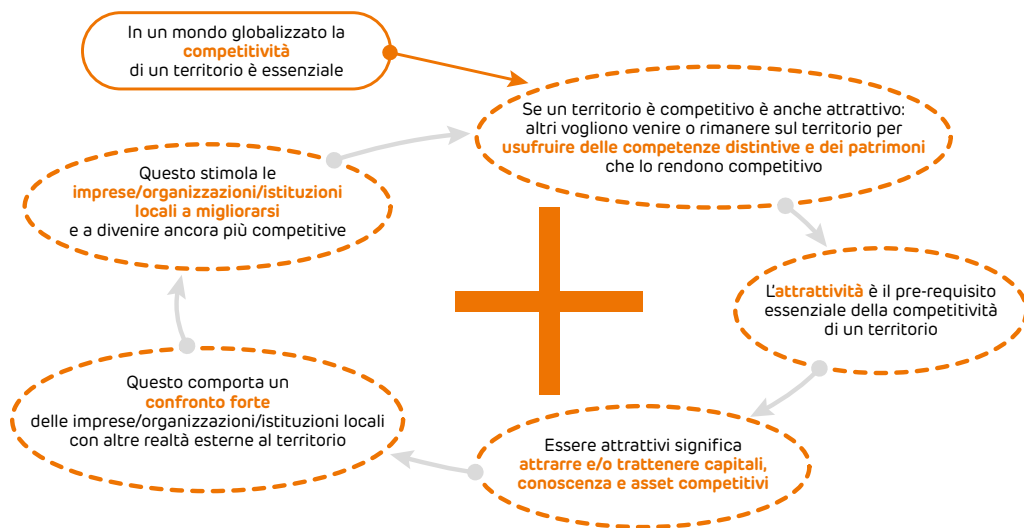 In un mondo globalizzato la
competitività
di un territorio è essenziale
Se un territorio è competitivo è anche attrattivo:
altri vogliono venire o rimanere sul territorio per
usufruire delle competenze distintive e dei patrimoni
che lo rendono competitivo
L'attrattività è il pre-requisito
essenziale della competitività
di un territorio
Essere attrattivi significa
attrarre e/o trattenere capitali,
conoscenza e asset competitivi
Questo comporta un
confronto forte
delle imprese/organizzazioni/istituzioni locali
con altre realtà esterne al territorio
Questo stimola le
imprese/organizzazioni/istituzioni
locali a migliorarsi
e a divenire ancora più competitive